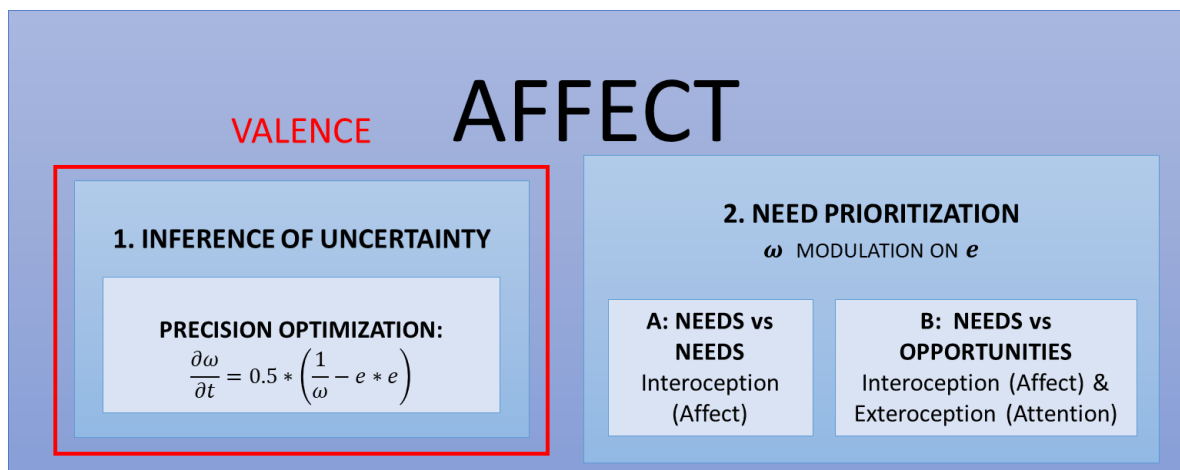 AFFECT
VALENCE
1. INFERENCE OF UNCERTAINTY
PRECISION OPTIMIZATION:
∂ω/∂t = 0.5 * (1/ω − e * e)
2. NEED PRIORITIZATION
ω MODULATION ON e
A: NEEDS vs
NEEDS
Interoception
(Affect)
B: NEEDS vs
OPPORTUNITIES
Interoception (Affect) &
Exteroception (Attention)